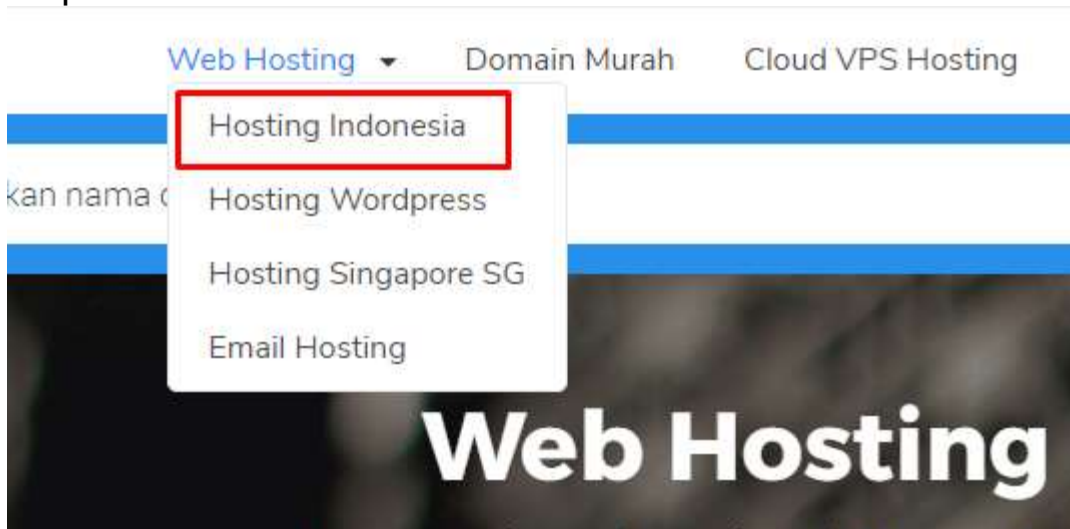 Web Hosting Domain Murah Cloud VPS Hosting
Hosting Indonesia
kan nama
Hosting Wordpress
Hosting Singapore SG
Email Hosting
Web Hosting